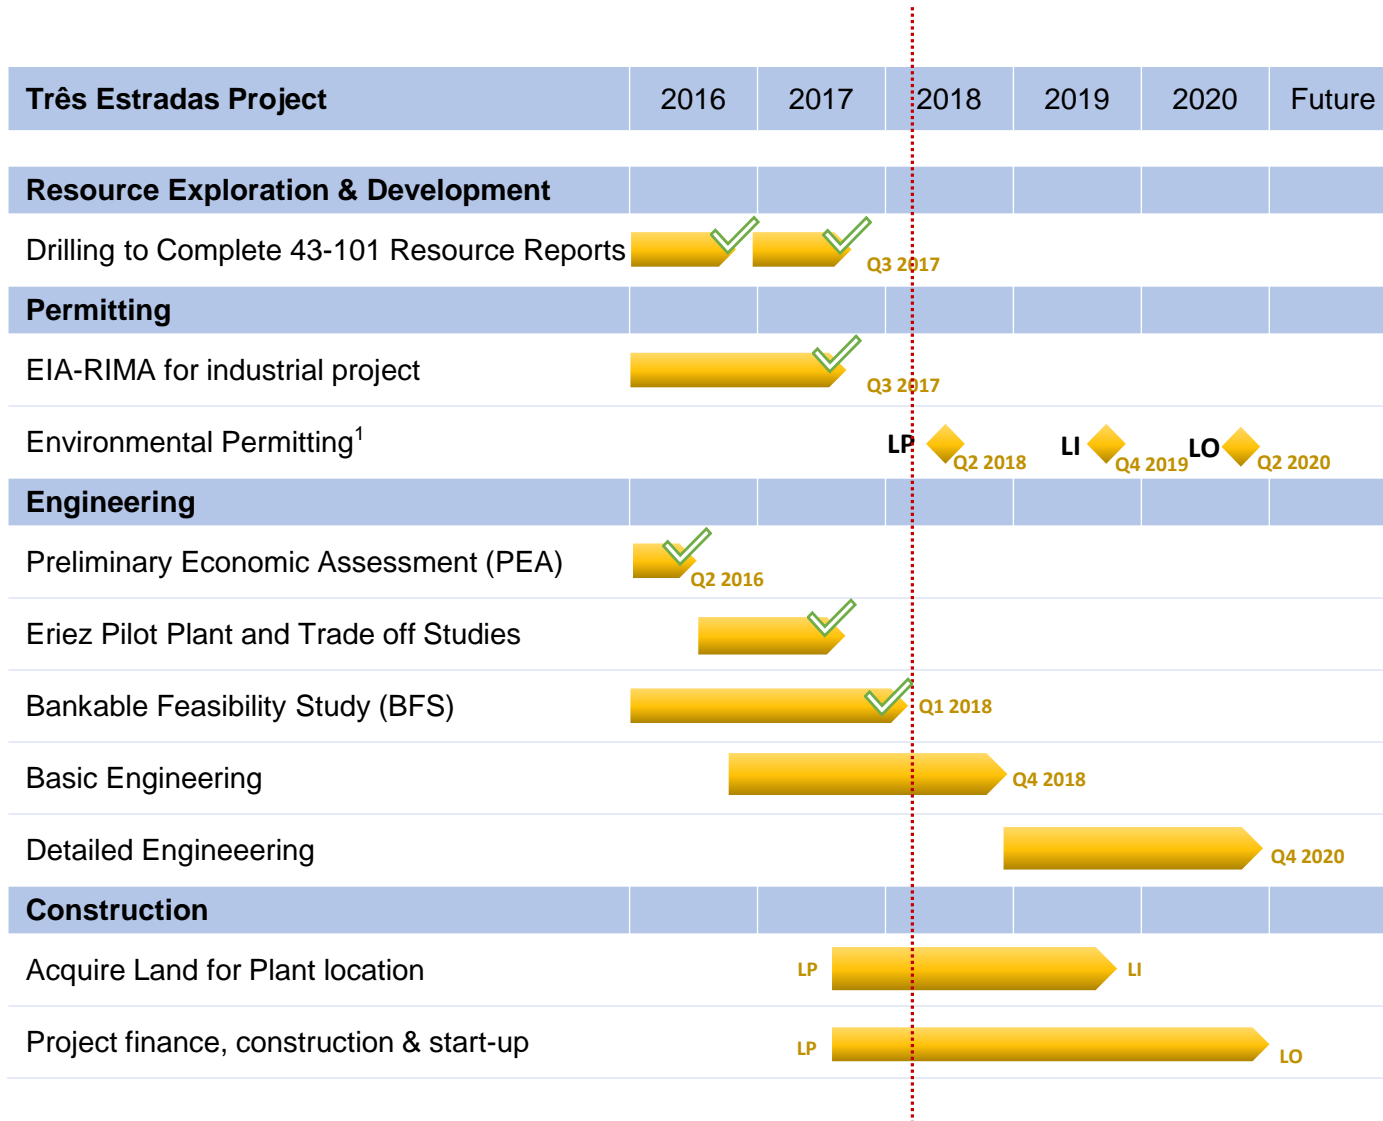 Três Estradas Project 2016 2017 2018 2019 2020 Future
Resource Exploration & Development
Drilling to Complete 43-101 Resource Reports
Q3 2017
Permitting
EIA-RIMA for industrial project
Q3 2017
Environmental Permitting1 LP Q2 2018 LI Q4 2019 LO Q2 2020
Engineering
Preliminary Economic Assessment (PEA)
Q2 2016
Eriez Pilot Plant and Trade off Studies
Bankable Feasibility Study (BFS) Q1 2018
Basic Engineering Q4 2018
Detailed Engineeering Q4 2020
Construction
Acquire Land for Plant location LP LI
Project finance, construction & start-up LP LO